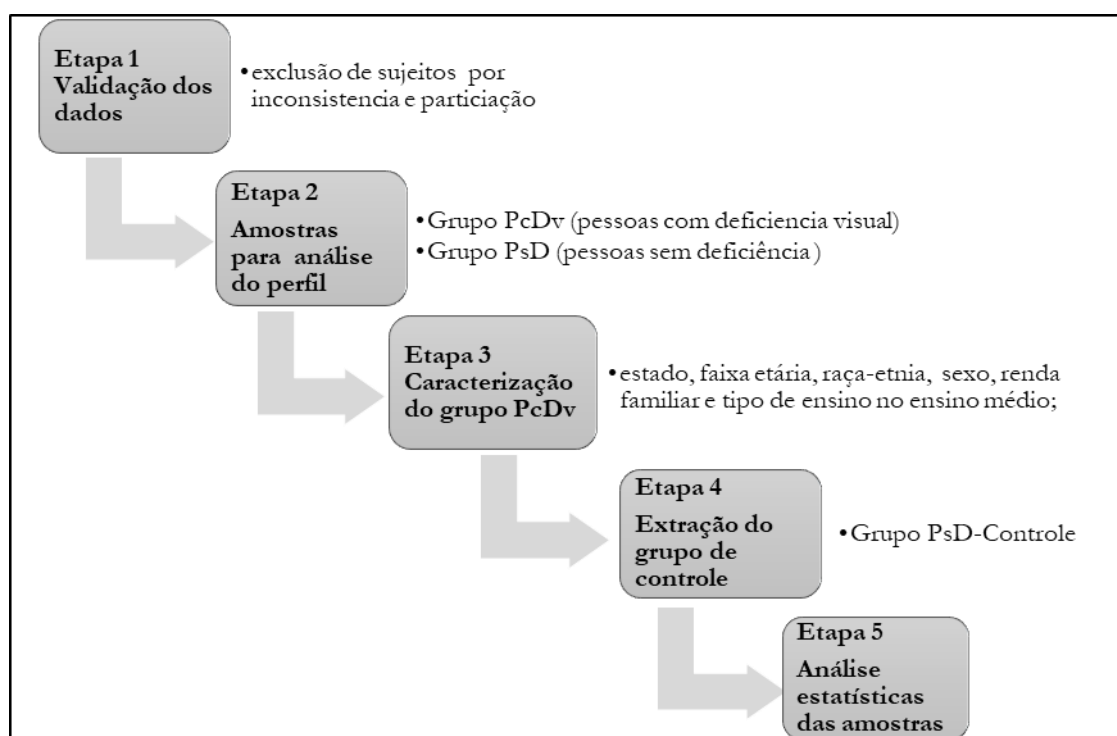 Etapa 1
Validação dos
dados
•exclusão de sujeitos por
inconsistencia e particiação
Etapa 2
Amostras
para análise
do perfil
•Grupo PcDv (pessoas com deficiencia visual)
•Grupo PsD (pessoas sem deficiência )
Etapa 3
Caracterização
do grupo PcDv
•estado, faixa etária, raça-etnia, sexo, renda
familiar e tipo de ensino no ensino médio;
Etapa 4
Extração do
grupo de
controle
•Grupo PsD-Controle
Etapa 5
Análise
estatísticas
das amostras